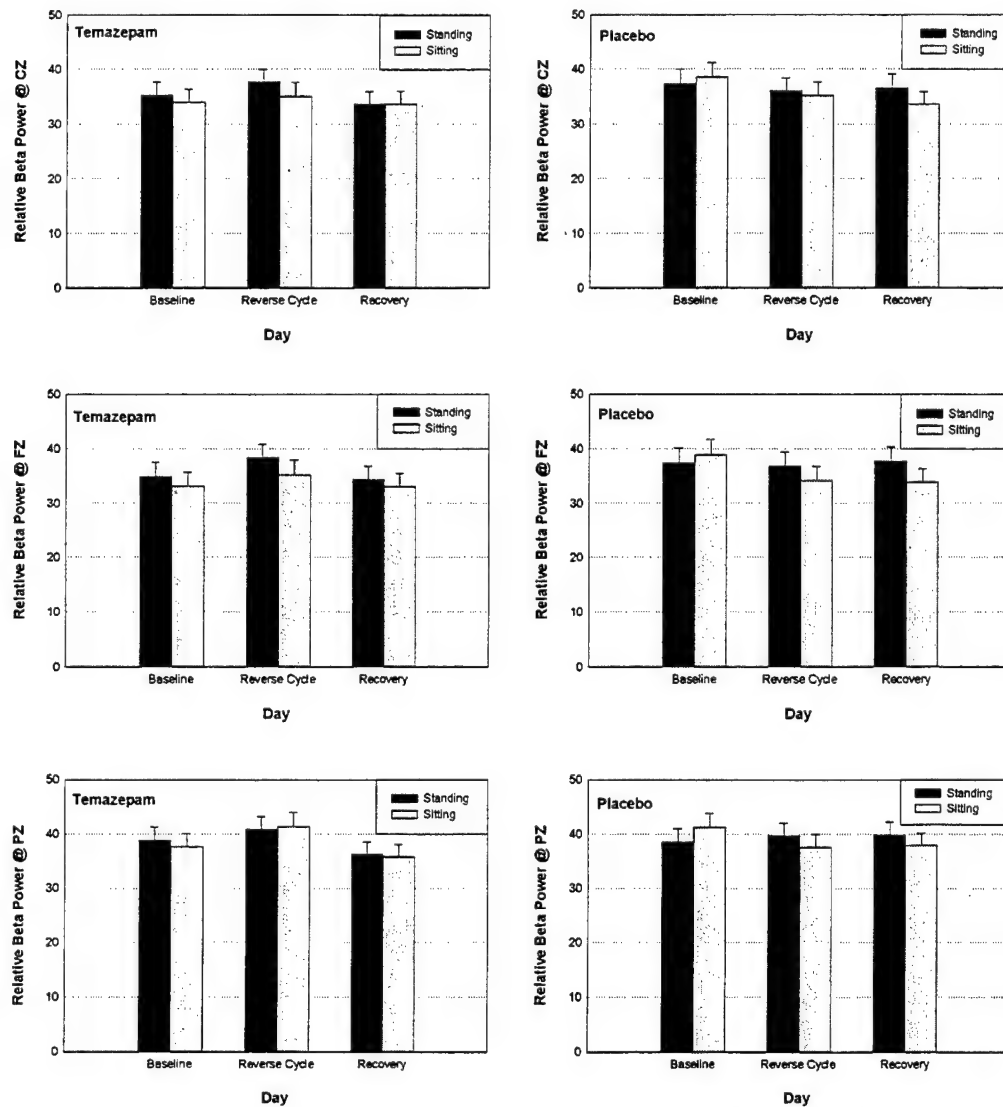 Temazepam
Standing
Sitting
Relative Beta Power @ CZ
50
40
30
20
10
0
Baseline Reverse Cycle Recovery
Day
Placebo
Standing
Sitting
Relative Beta Power @ CZ
50
40
30
20
10
0
Baseline Reverse Cycle Recovery
Day
Temazepam
Standing
Sitting
Relative Beta Power @ FZ
50
40
30
20
10
0
Baseline Reverse Cycle Recovery
Day
Placebo
Standing
Sitting
Relative Beta Power @ FZ
50
40
30
20
10
0
Baseline Reverse Cycle Recovery
Day
Temazepam
Standing
Sitting
Relative Beta Power @ PZ
50
40
30
20
10
0
Baseline Reverse Cycle Recovery
Day
Placebo
Standing
Sitting
Relative Beta Power @ PZ
50
40
30
20
10
0
Baseline Reverse Cycle Recovery
Day